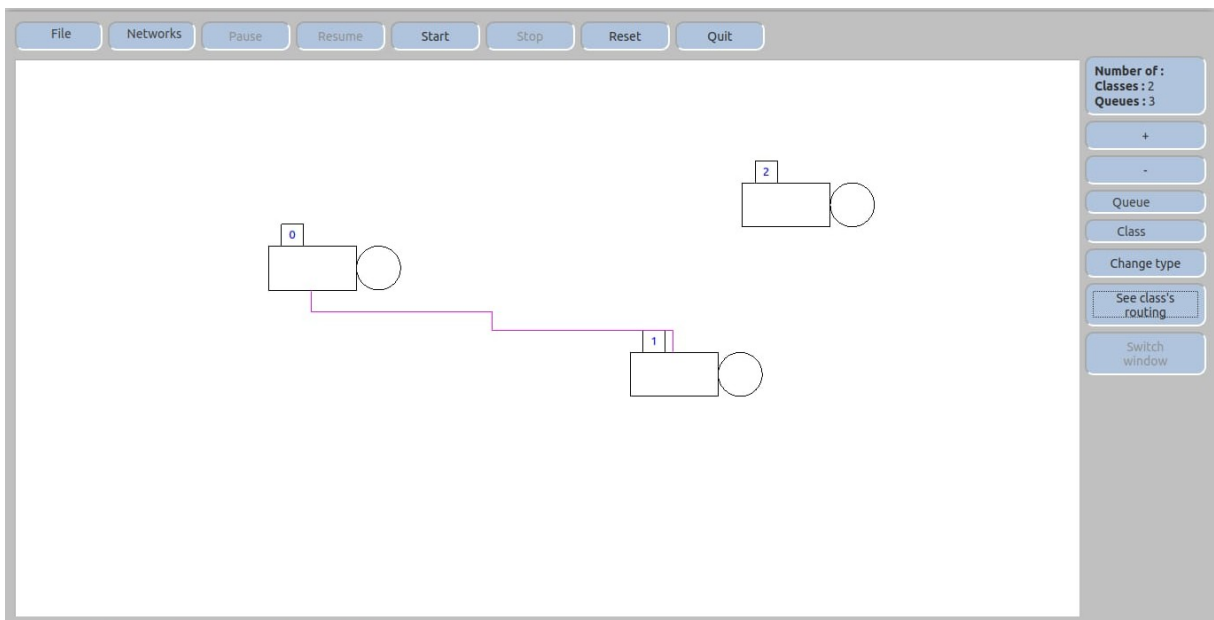 File
Networks
Pause
Resume
Start
Stop
Reset
Quit
Number of :
Classes : 2
Queues : 3
+
-
Queue
Class
Change type
See class's
routing
Switch
window
2
0
1